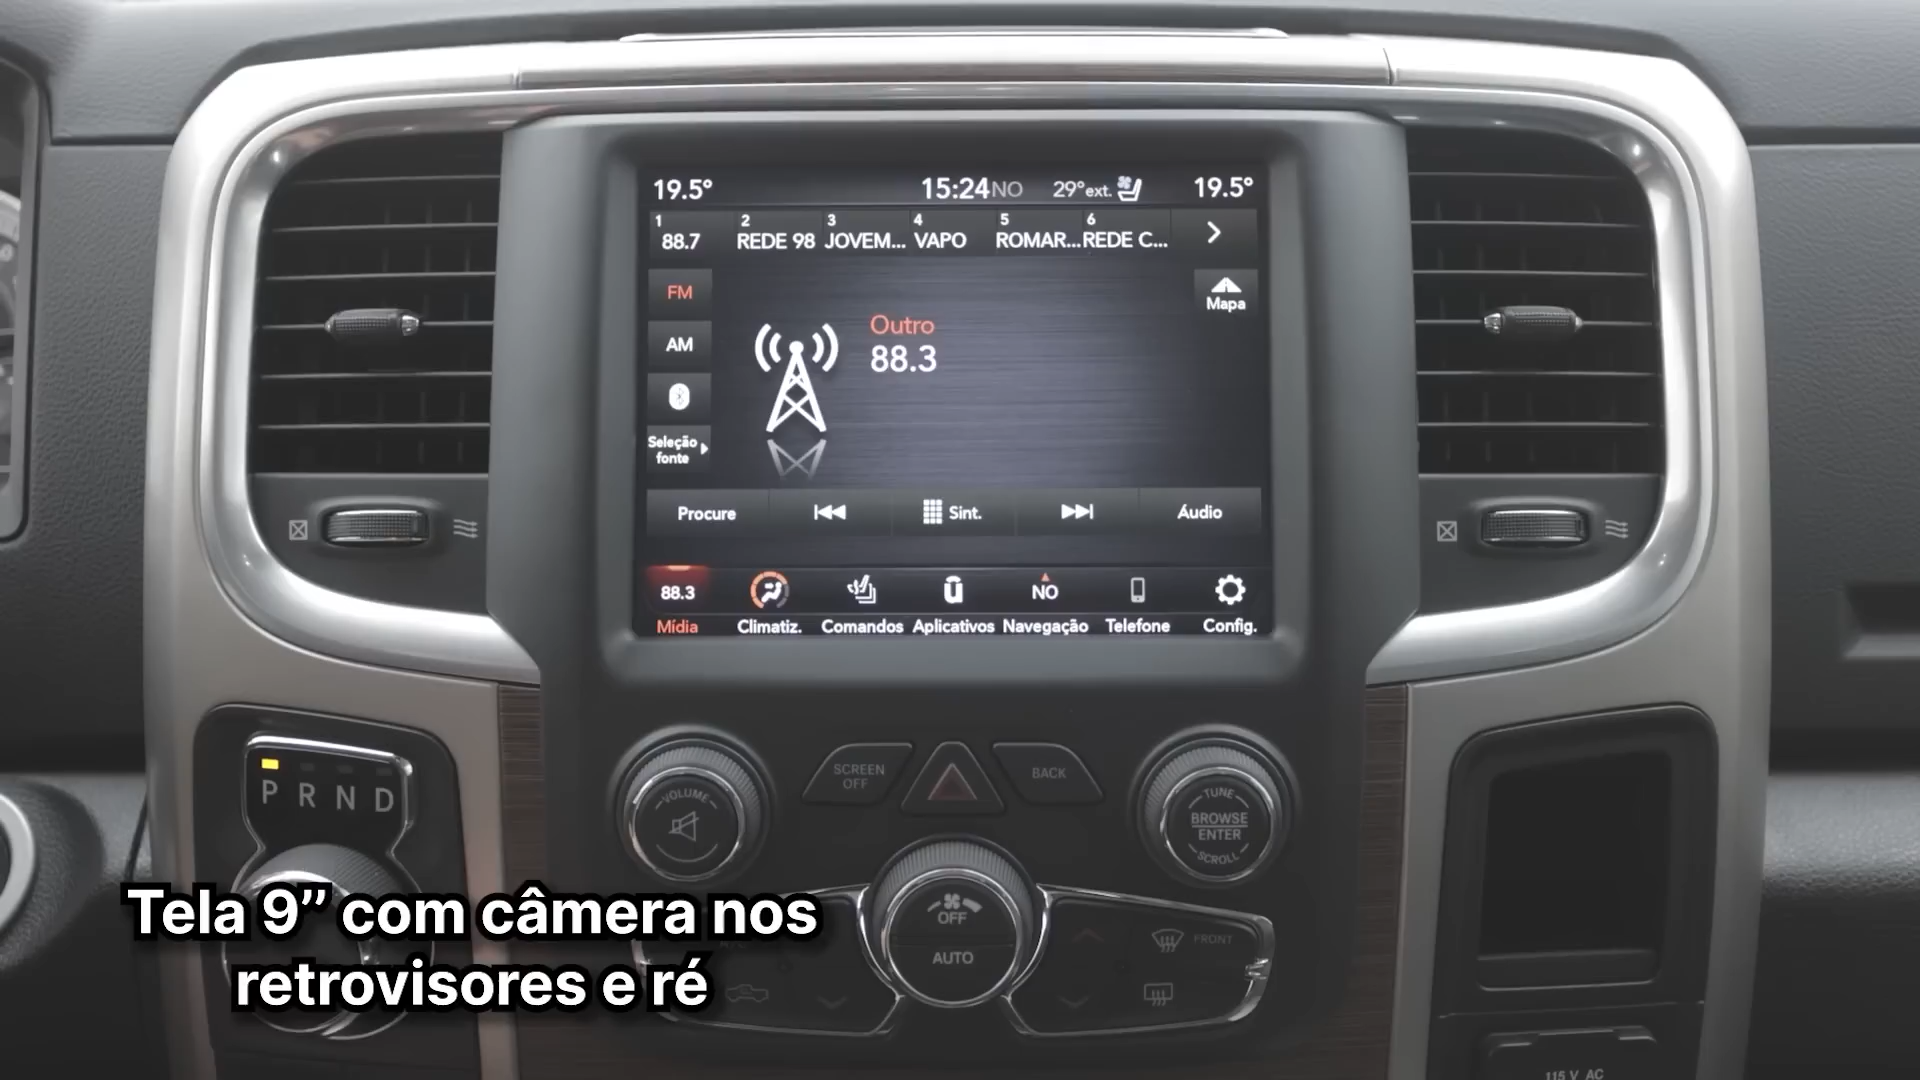 19.5° 15:24 NO 29°ext. 19.5°
1 2 3 4 5 6
88.7 REDE 98 JOVEM... VAPO ROMAR... REDE C...
FM
Mapa
Outro
AM
88.3
Seleção
fonte
Procure Sint. Áudio
88.3 NO
Mídia Climatiz. Comandos Aplicativos Navegação Telefone Config.
P R N D
VOLUME
SCREEN
OFF
BACK
TUNE
BROWSE
ENTER
SCROLL
OFF
AUTO
A/C
FRONT
Tela 9” com câmera nos
retrovisores e ré
115 V AC